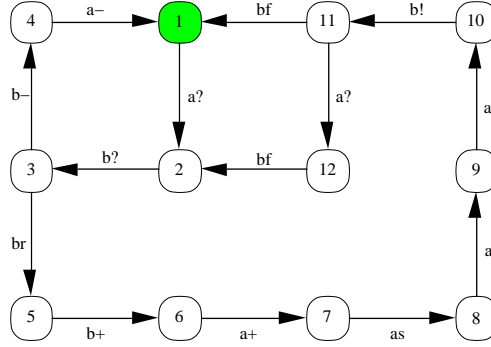 a− bf b!
4 1 11 10
b− a? a? a
b? bf
3 2 12 9
br a
5 6 7 8
b+ a+ as